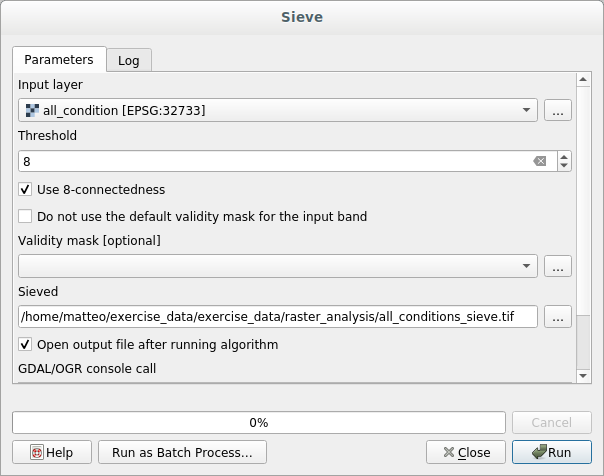 Sieve
Parameters
Log
Input layer
all_condition [EPSG:32733]
...
Threshold
8
Use 8-connectedness
Do not use the default validity mask for the input band
Validity mask [optional]
...
Sieved
/home/matteo/exercise_data/exercise_data/raster_analysis/all_conditions_sieve.tif
...
Open output file after running algorithm
GDAL/OGR console call
0%
Cancel
Help
Run as Batch Process...
Close
Run